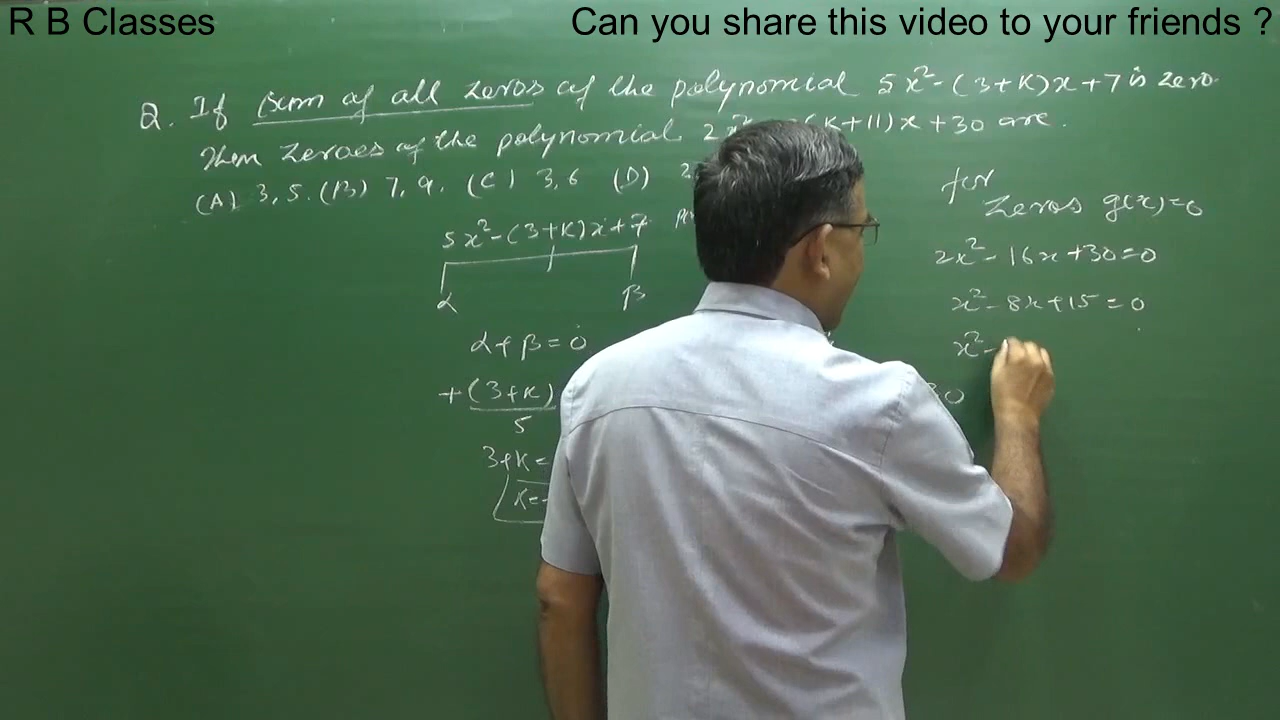 R B Classes
Can you share this video to your friends ?
Q. If sum of all zeros of the polynomial 5x²-(3+K)x+7 is zero
then zeroes of the polynomial 2x² (K+11)x+30 are.
(A) 3,5. (B) 7,9. (C) 3,6 (D)
5x²-(3+K)x+7
α β
α+β=0
+(3+K)
5
3+K=
K=-
for
zeros g(x)=0
2x²-16x+30=0
x²-8x+15=0
x²-
30